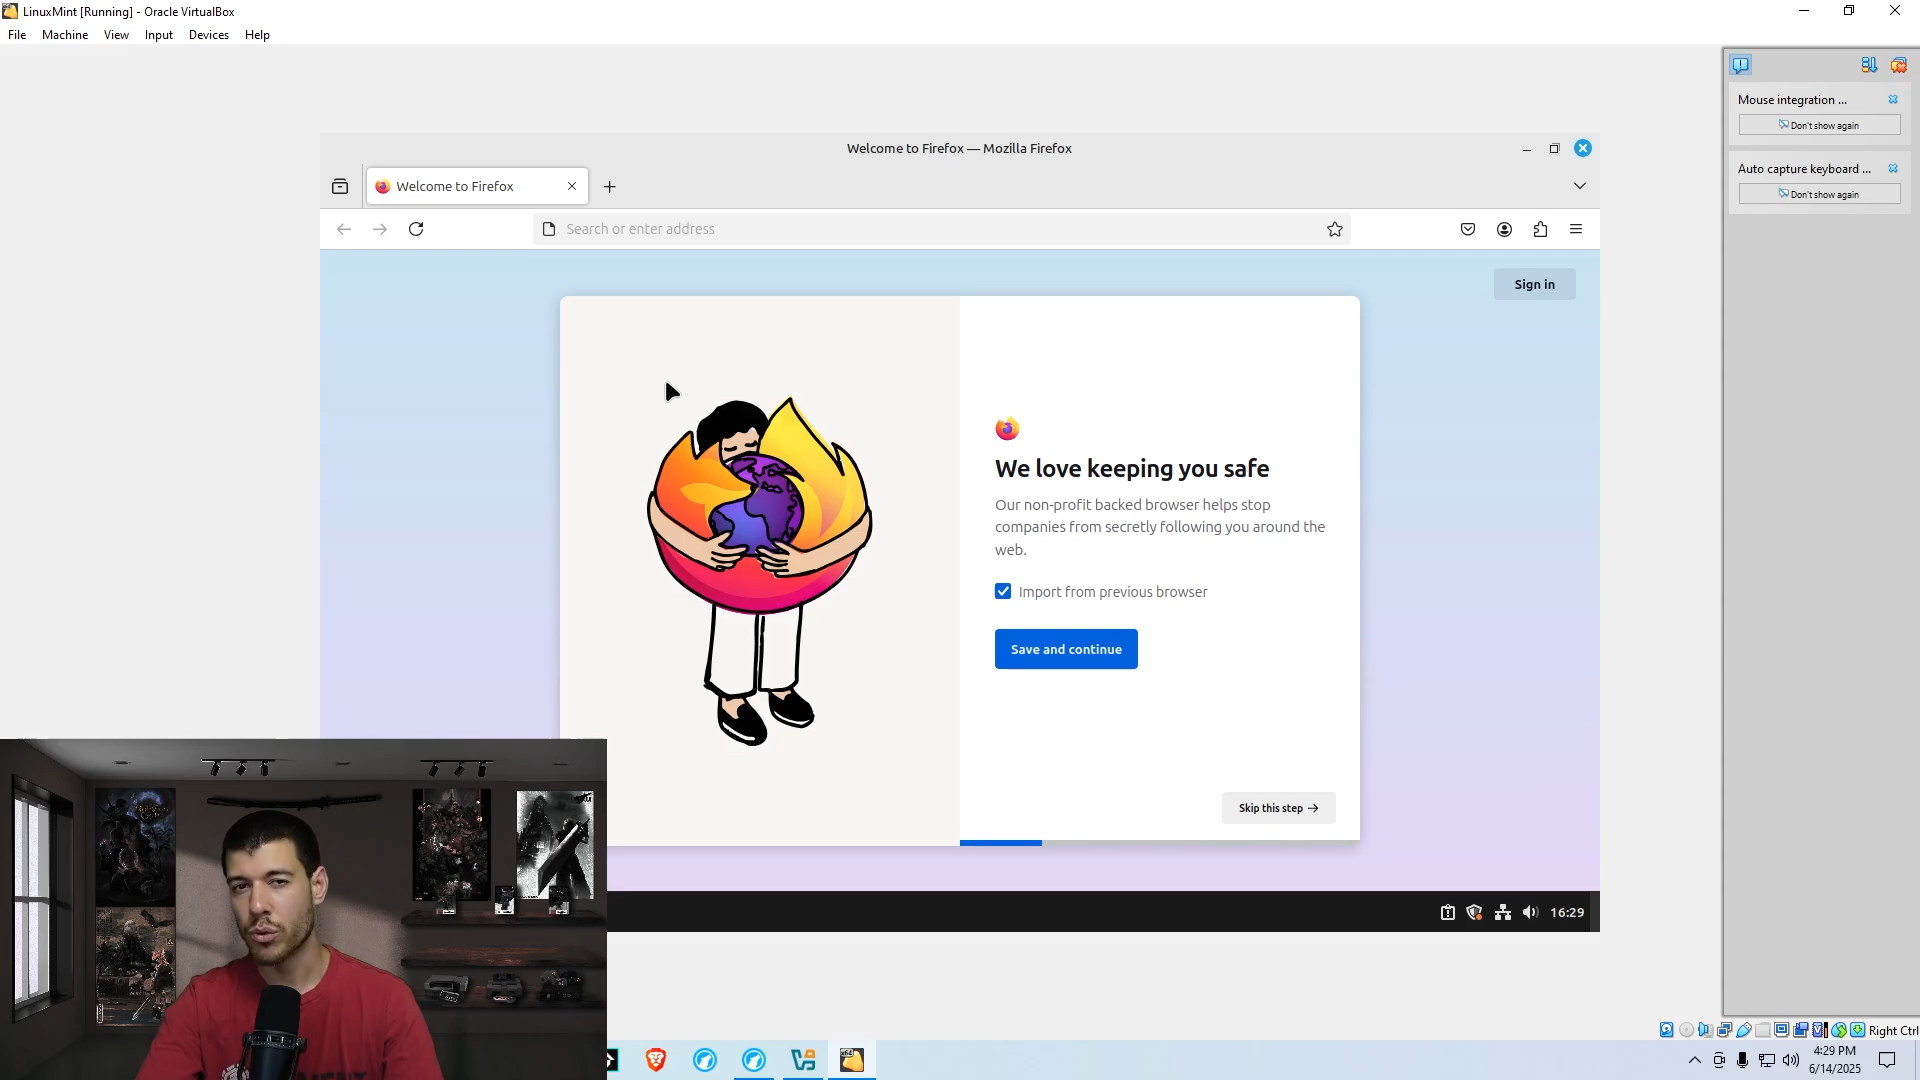 LinuxMint [Running] - Oracle VirtualBox
File Machine View Input Devices Help
Mouse integration ...
Don't show again
Auto capture keyboard ...
Don't show again
Welcome to Firefox — Mozilla Firefox
Welcome to Firefox
Search or enter address
Sign in
We love keeping you safe
Our non-profit backed browser helps stop
companies from secretly following you around the
web.
Import from previous browser
Save and continue
Skip this step →
16:29
Right Ctrl
4:29 PM
6/14/2025